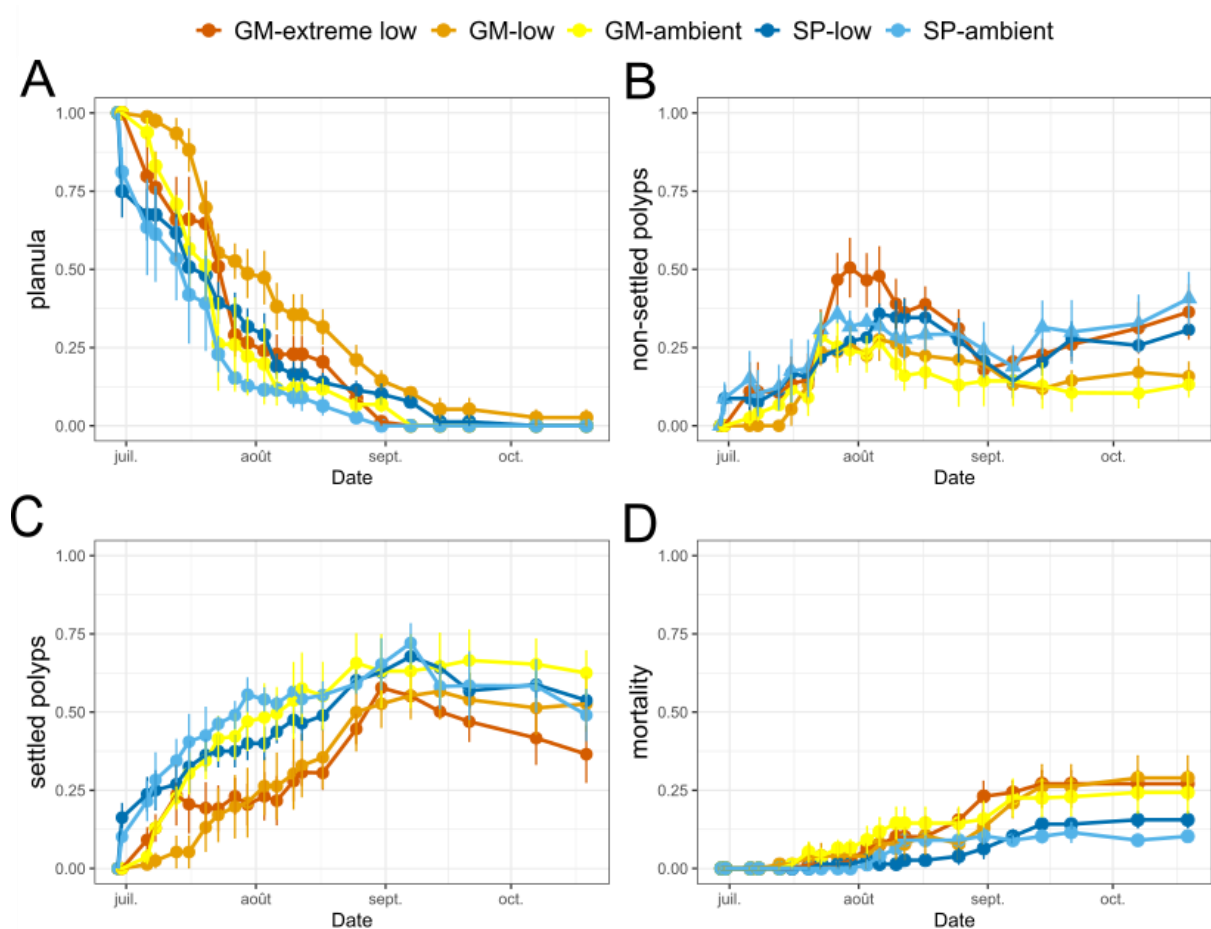 GM-extreme low GM-low GM-ambient SP-low SP-ambient
A
planula
1.00
0.75
0.50
0.25
0.00
juil. août sept. oct.
Date
B
non-settled polyps
1.00
0.75
0.50
0.25
0.00
juil. août sept. oct.
Date
C
settled polyps
1.00
0.75
0.50
0.25
0.00
juil. août sept. oct.
Date
D
mortality
1.00
0.75
0.50
0.25
0.00
juil. août sept. oct.
Date